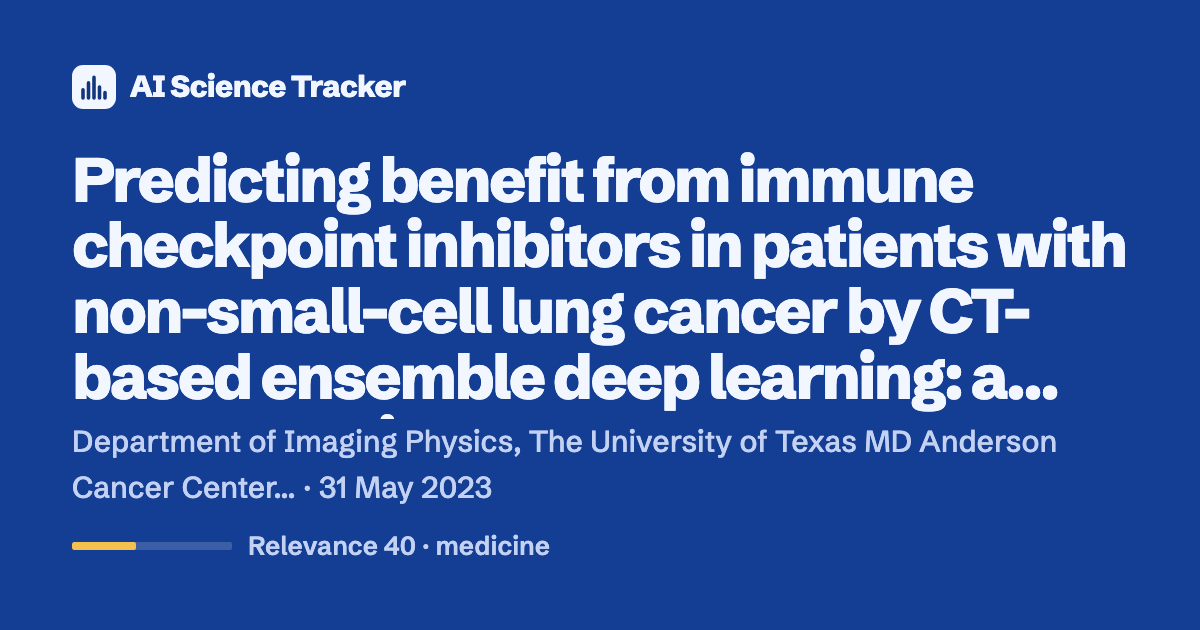 AI Science Tracker
Predicting benefit from immune
checkpoint inhibitors in patients with
non-small-cell lung cancer by CT-
based ensemble deep learning: a...
Department of Imaging Physics, The University of Texas MD Anderson
Cancer Center... · 31 May 2023
Relevance 40 · medicine